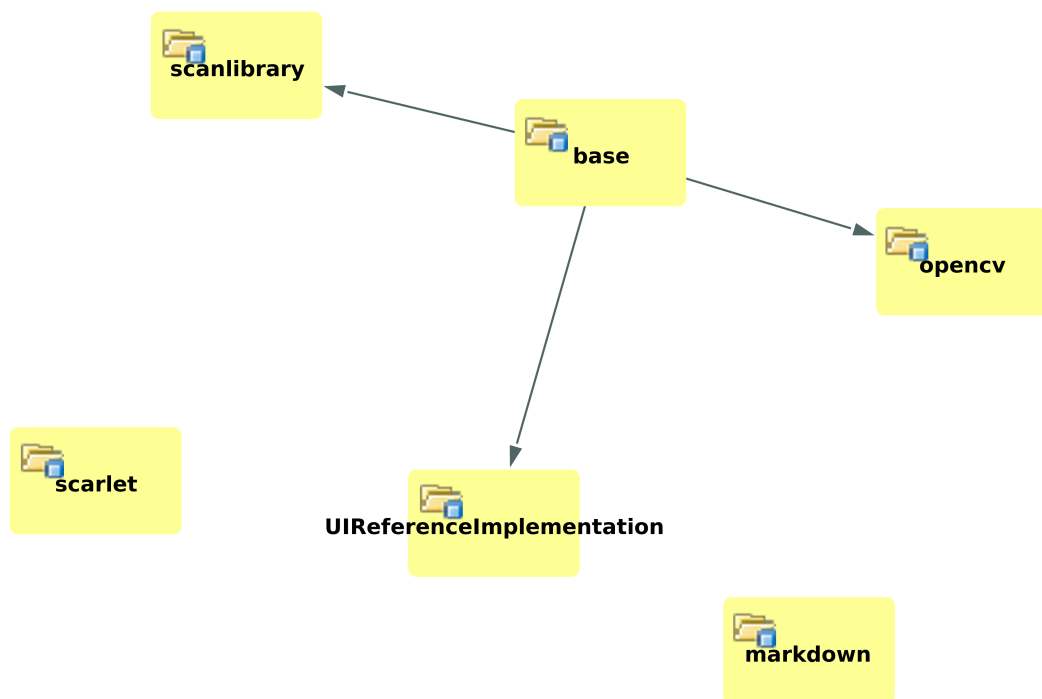 scanlibrary
base
opencv
scarlet
UIReferenceImplementation
markdown